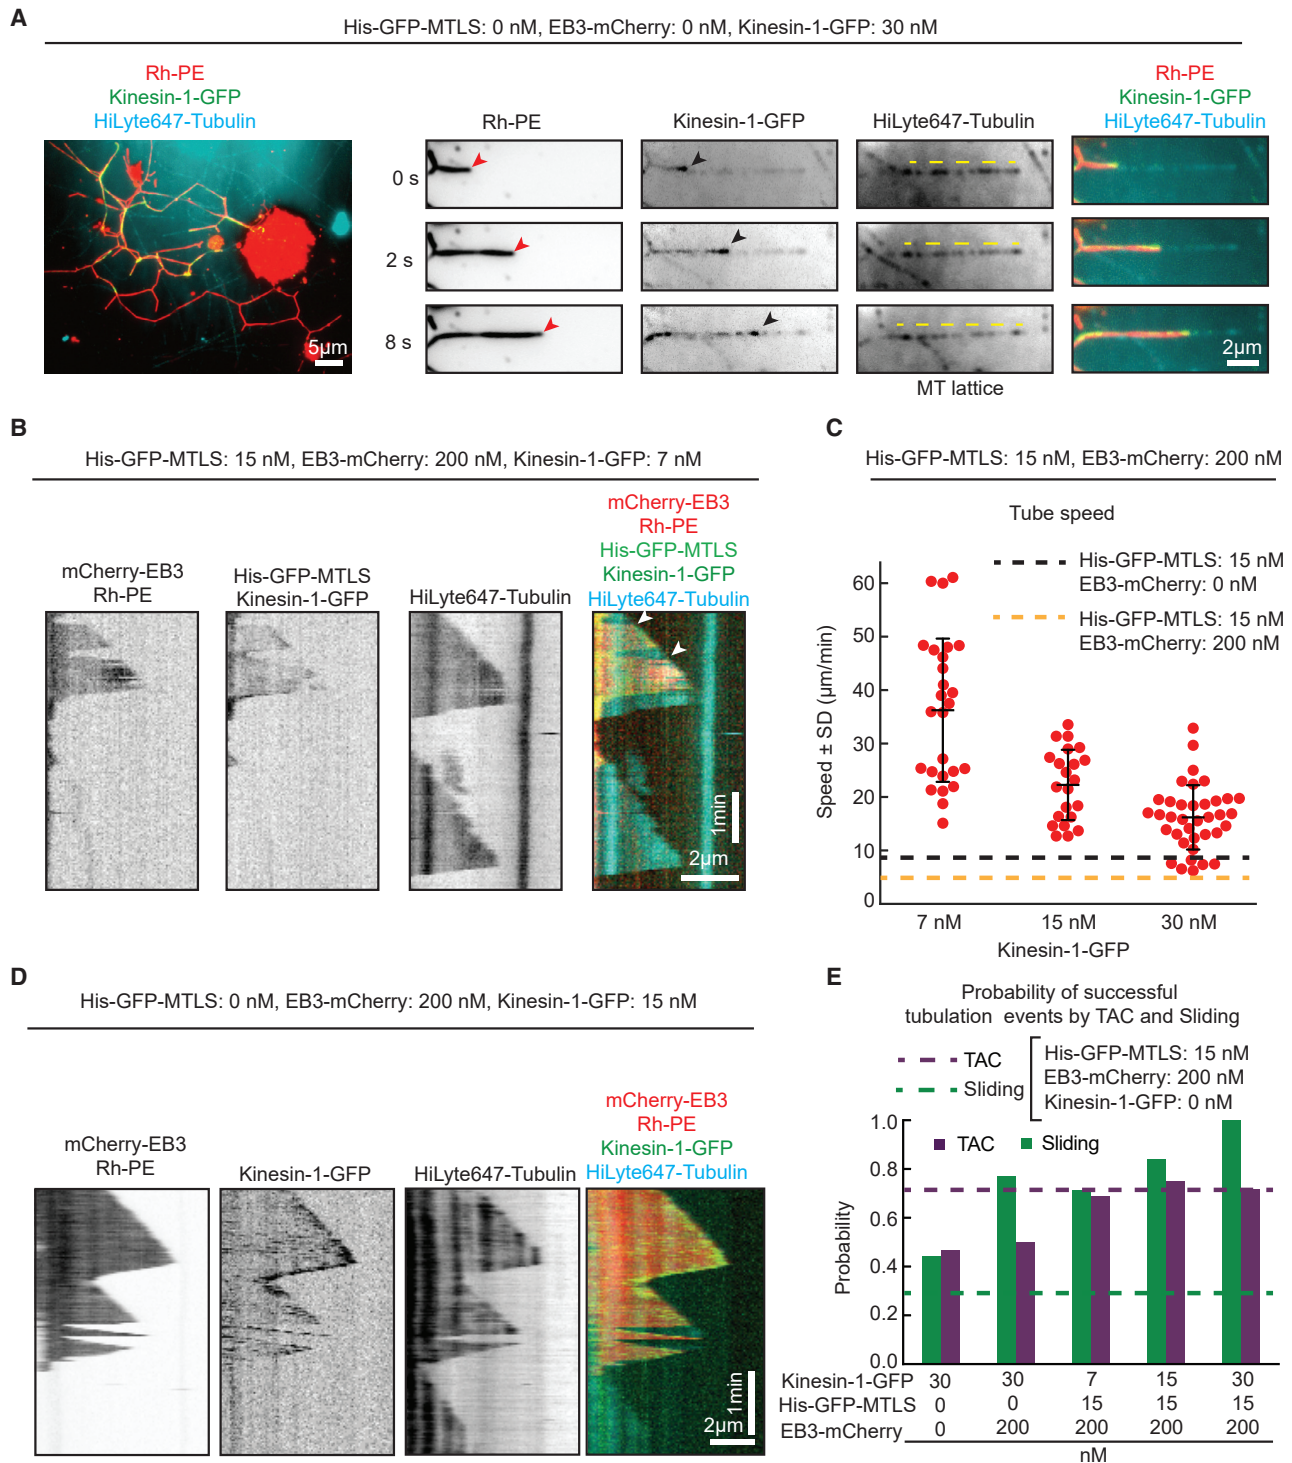 A
His-GFP-MTLS: 0 nM, EB3-mCherry: 0 nM, Kinesin-1-GFP: 30 nM
Rh-PE
Kinesin-1-GFP
HiLyte647-Tubulin
Rh-PE
Kinesin-1-GFP
HiLyte647-Tubulin
Rh-PE
Kinesin-1-GFP
HiLyte647-Tubulin
0 s
2 s
8 s
5µm
2µm
MT lattice
B
His-GFP-MTLS: 15 nM, EB3-mCherry: 200 nM, Kinesin-1-GFP: 7 nM
mCherry-EB3
Rh-PE
His-GFP-MTLS
Kinesin-1-GFP
HiLyte647-Tubulin
mCherry-EB3
Rh-PE
His-GFP-MTLS
Kinesin-1-GFP
HiLyte647-Tubulin
1min
2µm
C
His-GFP-MTLS: 15 nM, EB3-mCherry: 200 nM
Tube speed
His-GFP-MTLS: 15 nM
EB3-mCherry: 0 nM
His-GFP-MTLS: 15 nM
EB3-mCherry: 200 nM
Speed ± SD (µm/min)
60
50
40
30
20
10
0
7 nM 15 nM 30 nM
Kinesin-1-GFP
D
His-GFP-MTLS: 0 nM, EB3-mCherry: 200 nM, Kinesin-1-GFP: 15 nM
mCherry-EB3
Rh-PE
Kinesin-1-GFP
HiLyte647-Tubulin
mCherry-EB3
Rh-PE
Kinesin-1-GFP
HiLyte647-Tubulin
1min
2µm
E
Probability of successful
tubulation events by TAC and Sliding
TAC
Sliding
His-GFP-MTLS: 15 nM
EB3-mCherry: 200 nM
Kinesin-1-GFP: 0 nM
TAC Sliding
Probability
1.0
0.8
0.6
0.4
0.2
0.0
Kinesin-1-GFP 30 30 7 15 30
His-GFP-MTLS 0 0 15 15 15
EB3-mCherry 0 200 200 200 200
nM